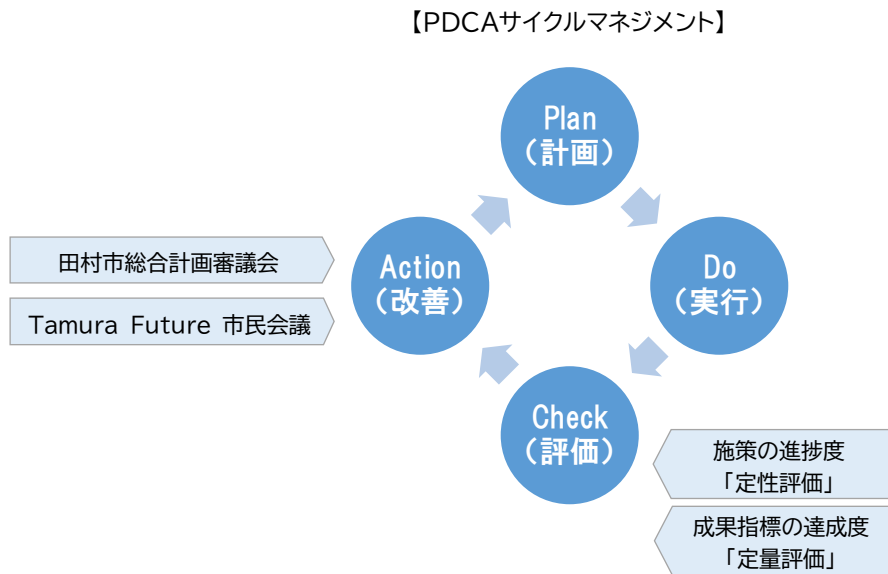 【PDCAサイクルマネジメント】
Plan
（計画）
Do
（実行）
Check
（評価）
Action
（改善）
田村市総合計画審議会
Tamura Future 市民会議
施策の進捗度
「定性評価」
成果指標の達成度
「定量評価」